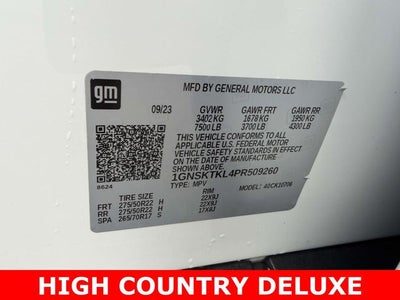 gm
MFD BY GENERAL MOTORS LLC
09/23 GVWR GAWR FRT GAWR RR
3402 KG 1678 KG 1950 KG
7500 LB 3700 LB 4300 LB
THIS VEHICLE CONFORMS TO ALL
APPLICABLE U.S. FEDERAL MOTOR
VEHICLE SAFETY STANDARDS IN
EFFECT ON THE DATE OF
MANUFACTURE SHOWN ABOVE.
1GNSKTKL4PR509260
8624 TYPE: MPV MODEL: 4DCK10706
TIRE SIZE RIM
FRT 275/50R22 H 22X9J
RR 275/50R22 H 22X9J
SPA 265/70R17 S 17X8J
HIGH COUNTRY DELUXE